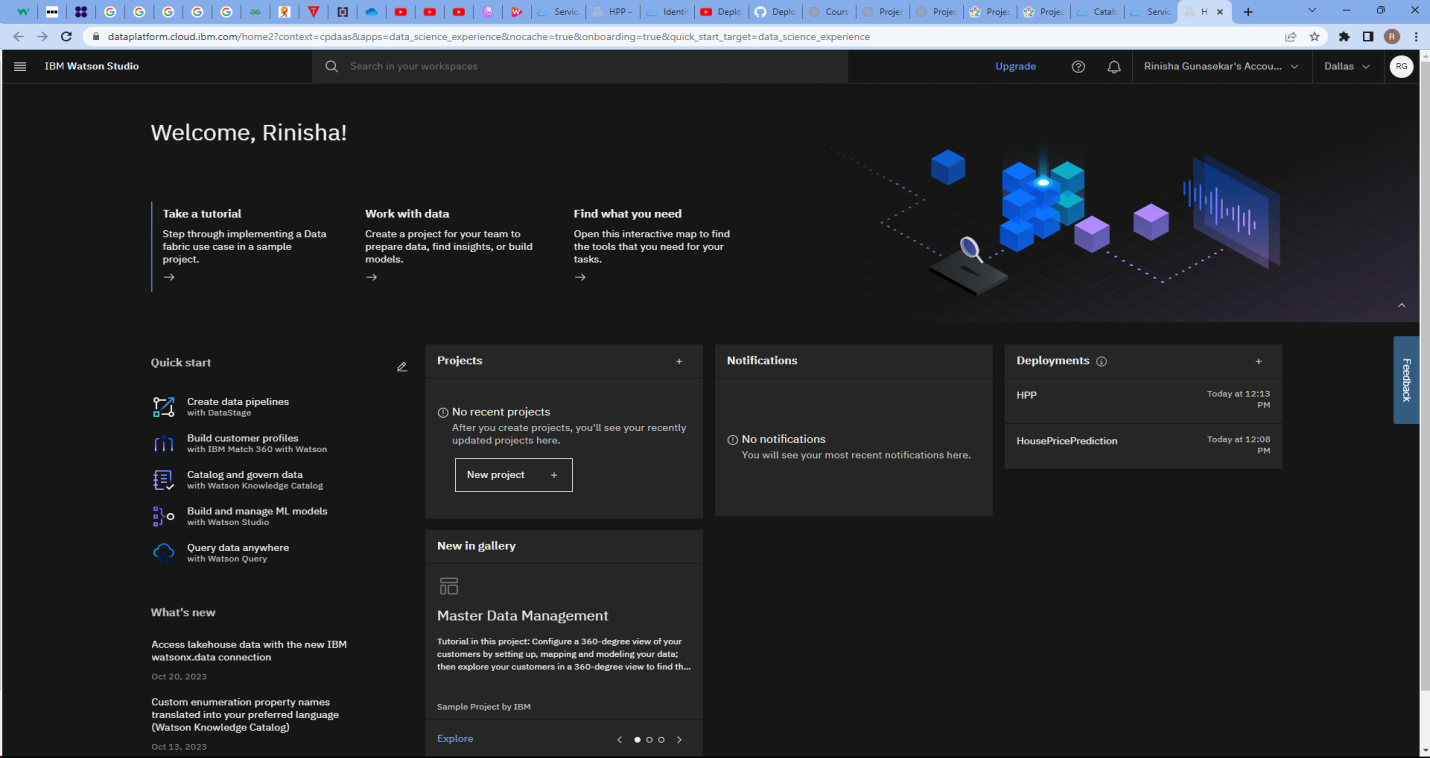 Servic
HPP –
Identi
Deplo
Deplo
Cours
Projec
Projec
Projec
Projec
Catalc
Servic
H
dataplatform.cloud.ibm.com/home2?context=cpdaas&apps=data_science_experience&nocache=true&onboarding=true&quick_start_target=data_science_experience
R
IBM Watson Studio
Search in your workspaces
Upgrade
Rinisha Gunasekar's Accou...
Dallas
RG
Welcome, Rinisha!
Take a tutorial
Step through implementing a Data
fabric use case in a sample
project.
Work with data
Create a project for your team to
prepare data, find insights, or build
models.
Find what you need
Open this interactive map to find
the tools that you need for your
tasks.
Quick start
Create data pipelines
with DataStage
Build customer profiles
with IBM Match 360 with Watson
Catalog and govern data
with Watson Knowledge Catalog
Build and manage ML models
with Watson Studio
Query data anywhere
with Watson Query
What's new
Access lakehouse data with the new IBM
watsonx.data connection
Oct 20, 2023
Custom enumeration property names
translated into your preferred language
(Watson Knowledge Catalog)
Oct 13, 2023
Projects
No recent projects
After you create projects, you'll see your recently
updated projects here.
New project +
New in gallery
Master Data Management
Tutorial in this project: Configure a 360-degree view of your
customers by setting up, mapping and modeling your data;
then explore your customers in a 360-degree view to find th...
Sample Project by IBM
Explore
Notifications
No notifications
You will see your most recent notifications here.
Deployments
HPP
Today at 12:13
PM
HousePricePrediction
Today at 12:08
PM
Feedback